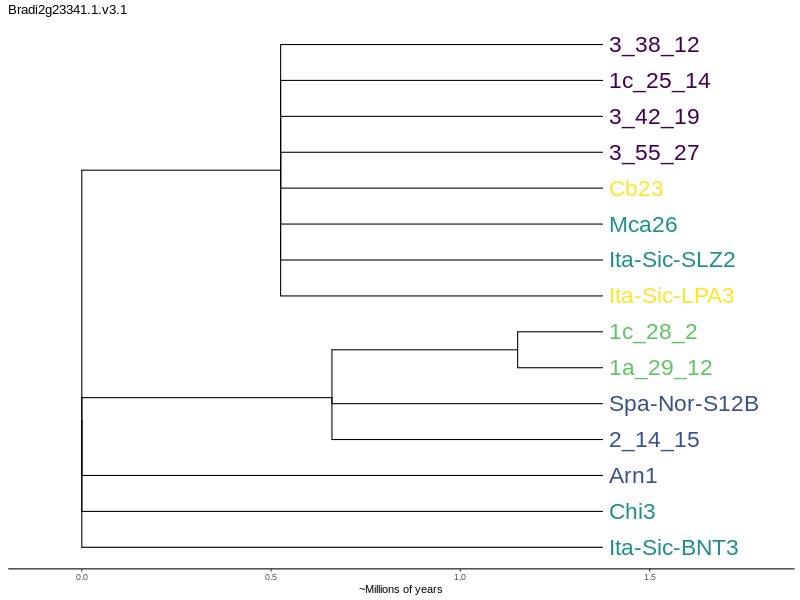 Bradi2g23341.1.v3.1
3_38_12
1c_25_14
3_42_19
3_55_27
Cb23
Mca26
Ita-Sic-SLZ2
Ita-Sic-LPA3
1c_28_2
1a_29_12
Spa-Nor-S12B
2_14_15
Arn1
Chi3
Ita-Sic-BNT3
0.0 0.5 1.0 1.5
~Millions of years